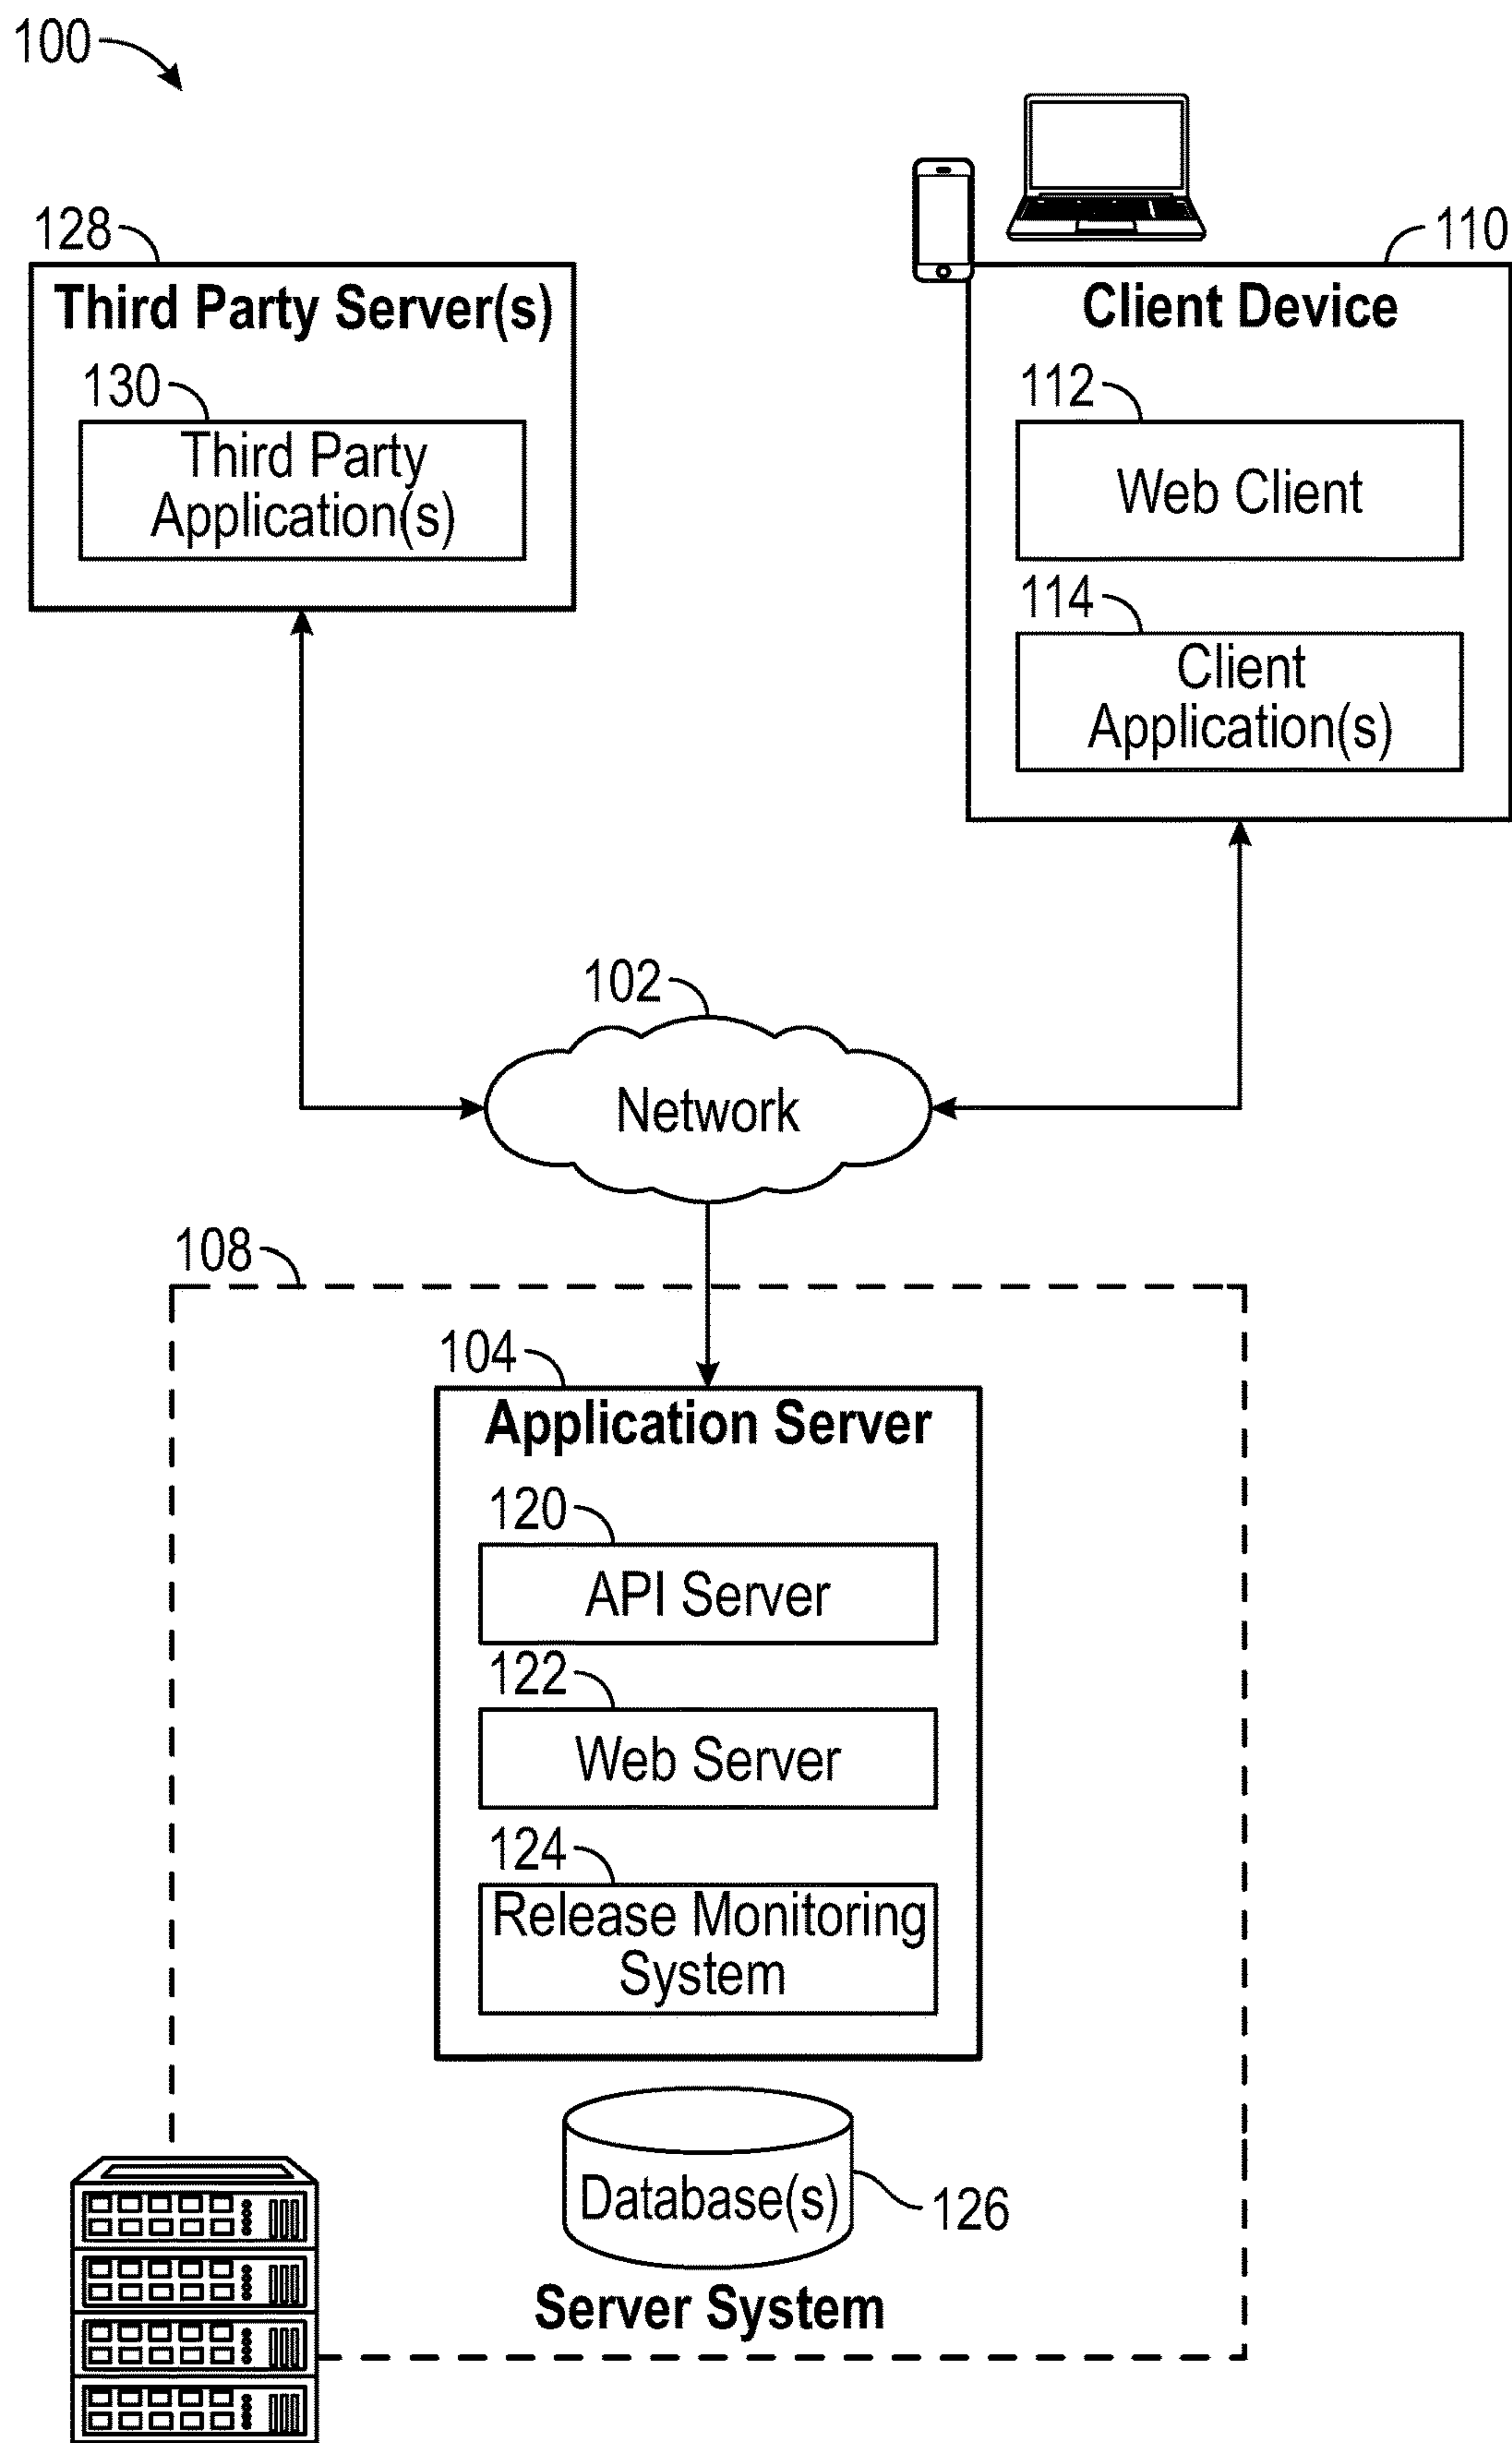 100
128
Third Party Server(s)
130
Third Party
Application(s)
110
Client Device
112
Web Client
114
Client
Application(s)
102
Network
108
104
Application Server
120
API Server
122
Web Server
124
Release Monitoring
System
Database(s)
126
Server System